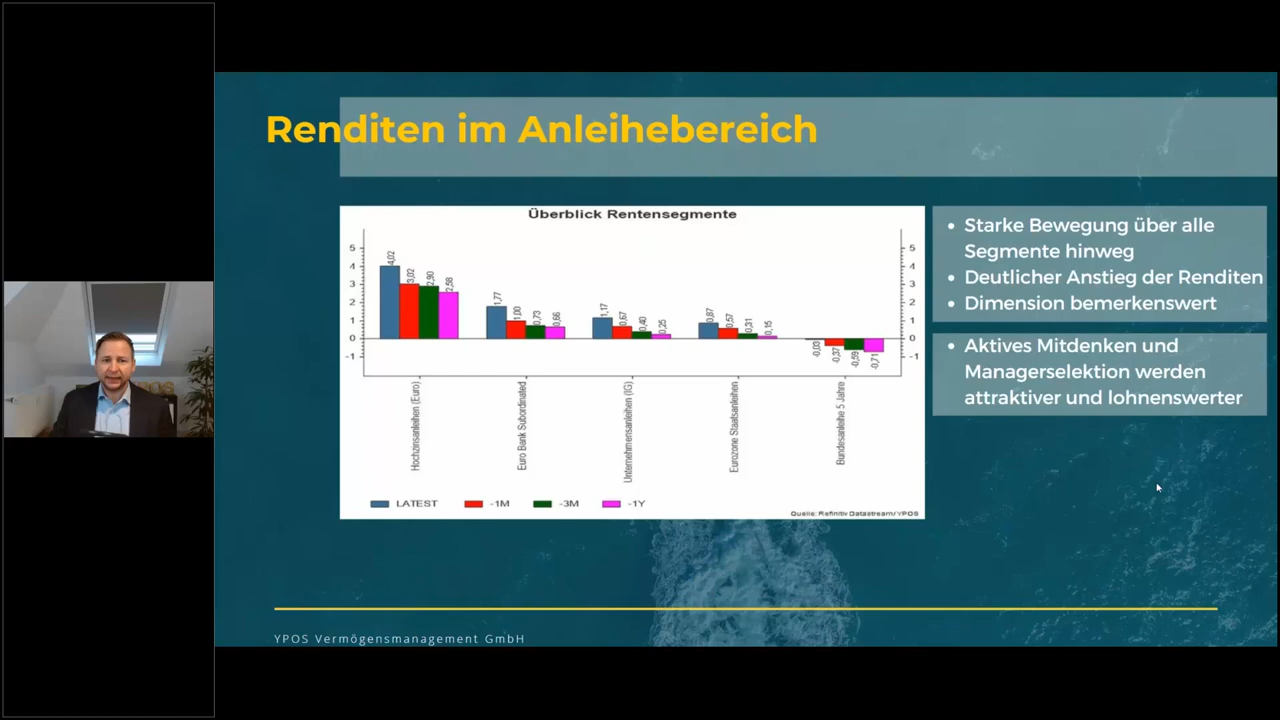 Renditen im Anleihebereich
Überblick Rentensegmente
5
4
3
2
1
0
-1
5
4
3
2
1
0
-1
4,02
3,02
2,90
2,58
1,77
1,00
0,73
0,66
1,17
0,67
0,40
0,25
0,87
0,57
0,31
0,15
-0,03
-0,37
-0,59
-0,71
Hochzinsanleihen (Euro)
Euro Bank Subordinated
Unternehmensanleihen (IG)
Eurozone Staatsanleihen
Bundesanleihe 5 Jahre
LATEST -1M -3M -1Y
Quelle: Refinitiv Datastream/YPOS
• Starke Bewegung über alle
Segmente hinweg
• Deutlicher Anstieg der Renditen
• Dimension bemerkenswert
• Aktives Mitdenken und
Managerselektion werden
attraktiver und lohnenswerter
YPOS Vermögensmanagement GmbH